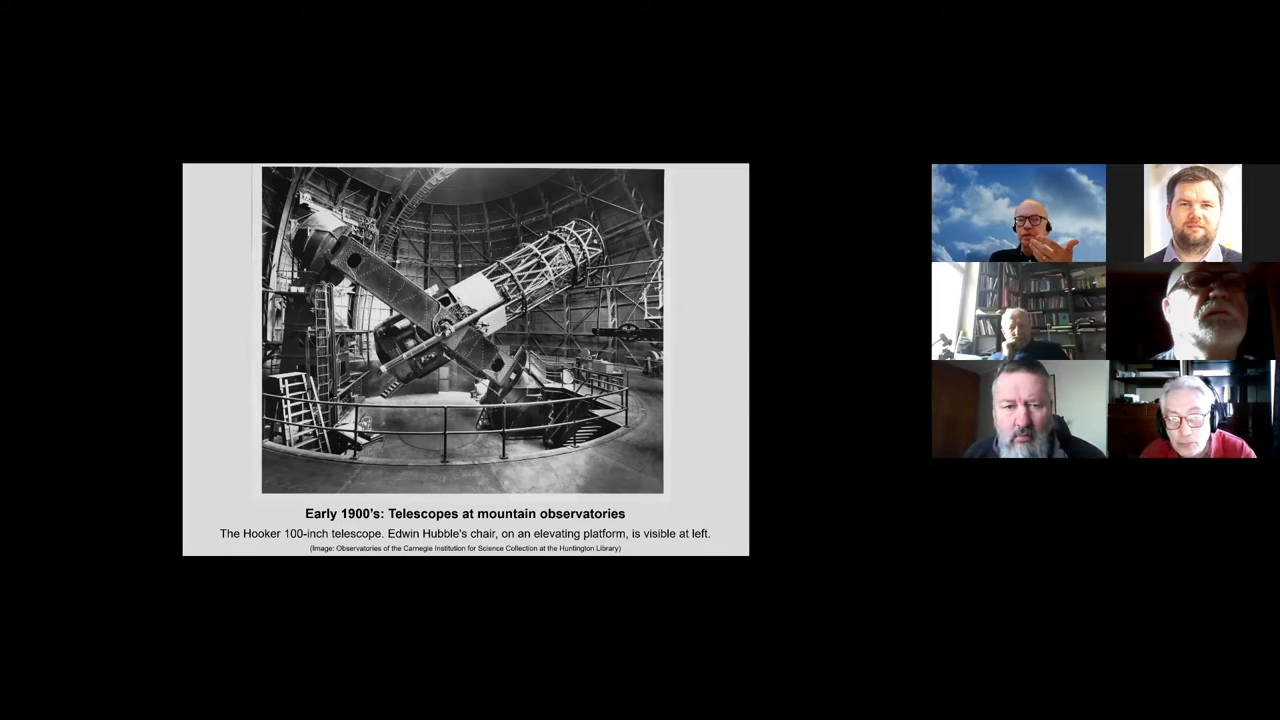 Early 1900's: Telescopes at mountain observatories
The Hooker 100-inch telescope. Edwin Hubble's chair, on an elevating platform, is visible at left.
(Image: Observatories of the Carnegie Institution for Science Collection at the Huntington Library)